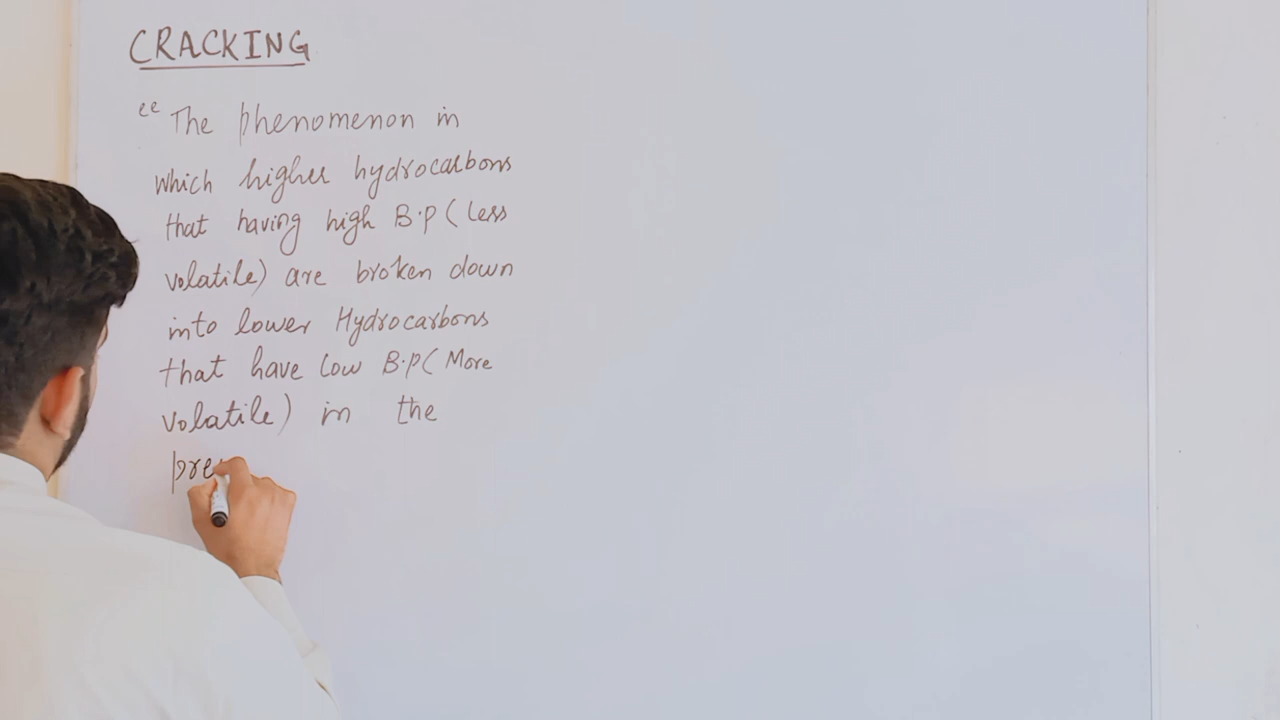 CRACKING
“The phenomenon in
which higher hydrocarbons
that having high B.P (less
volatile) are broken down
into lower Hydrocarbons
that have low B.P (More
volatile) in the
pre